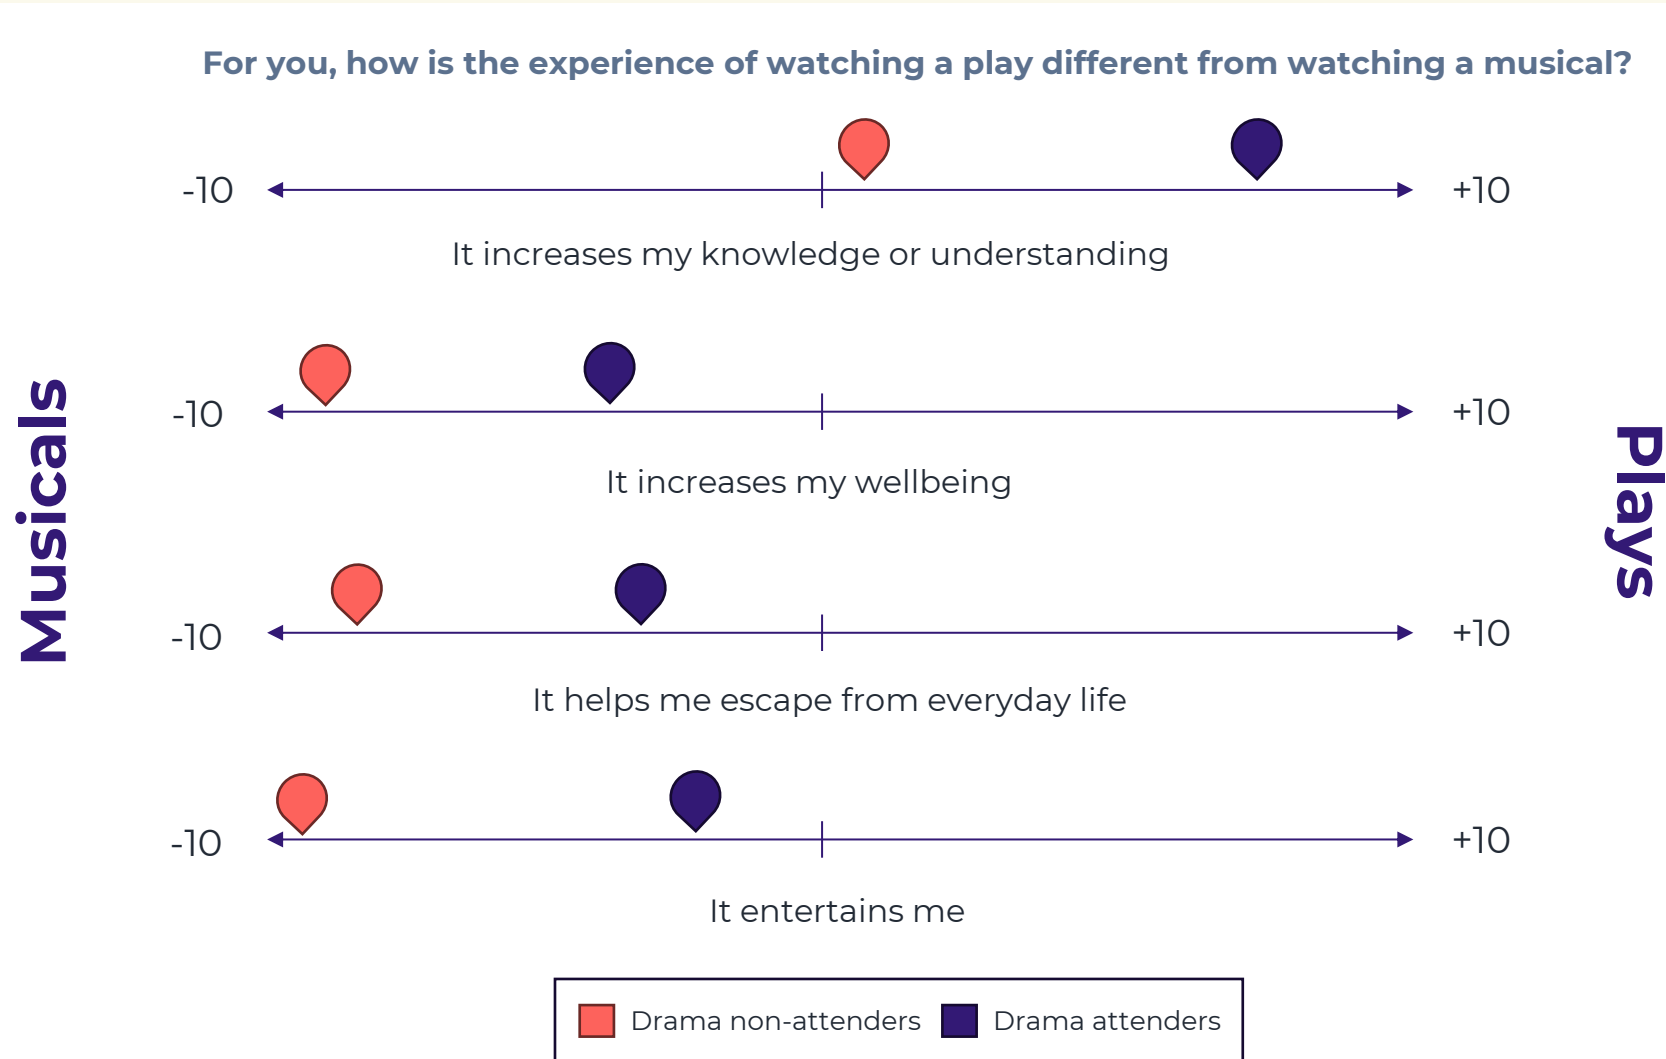 For you, how is the experience of watching a play different from watching a musical?
-10
+10
It increases my knowledge or understanding
-10
+10
It increases my wellbeing
Musicals
Plays
-10
+10
It helps me escape from everyday life
-10
+10
It entertains me
Drama non-attenders
Drama attenders